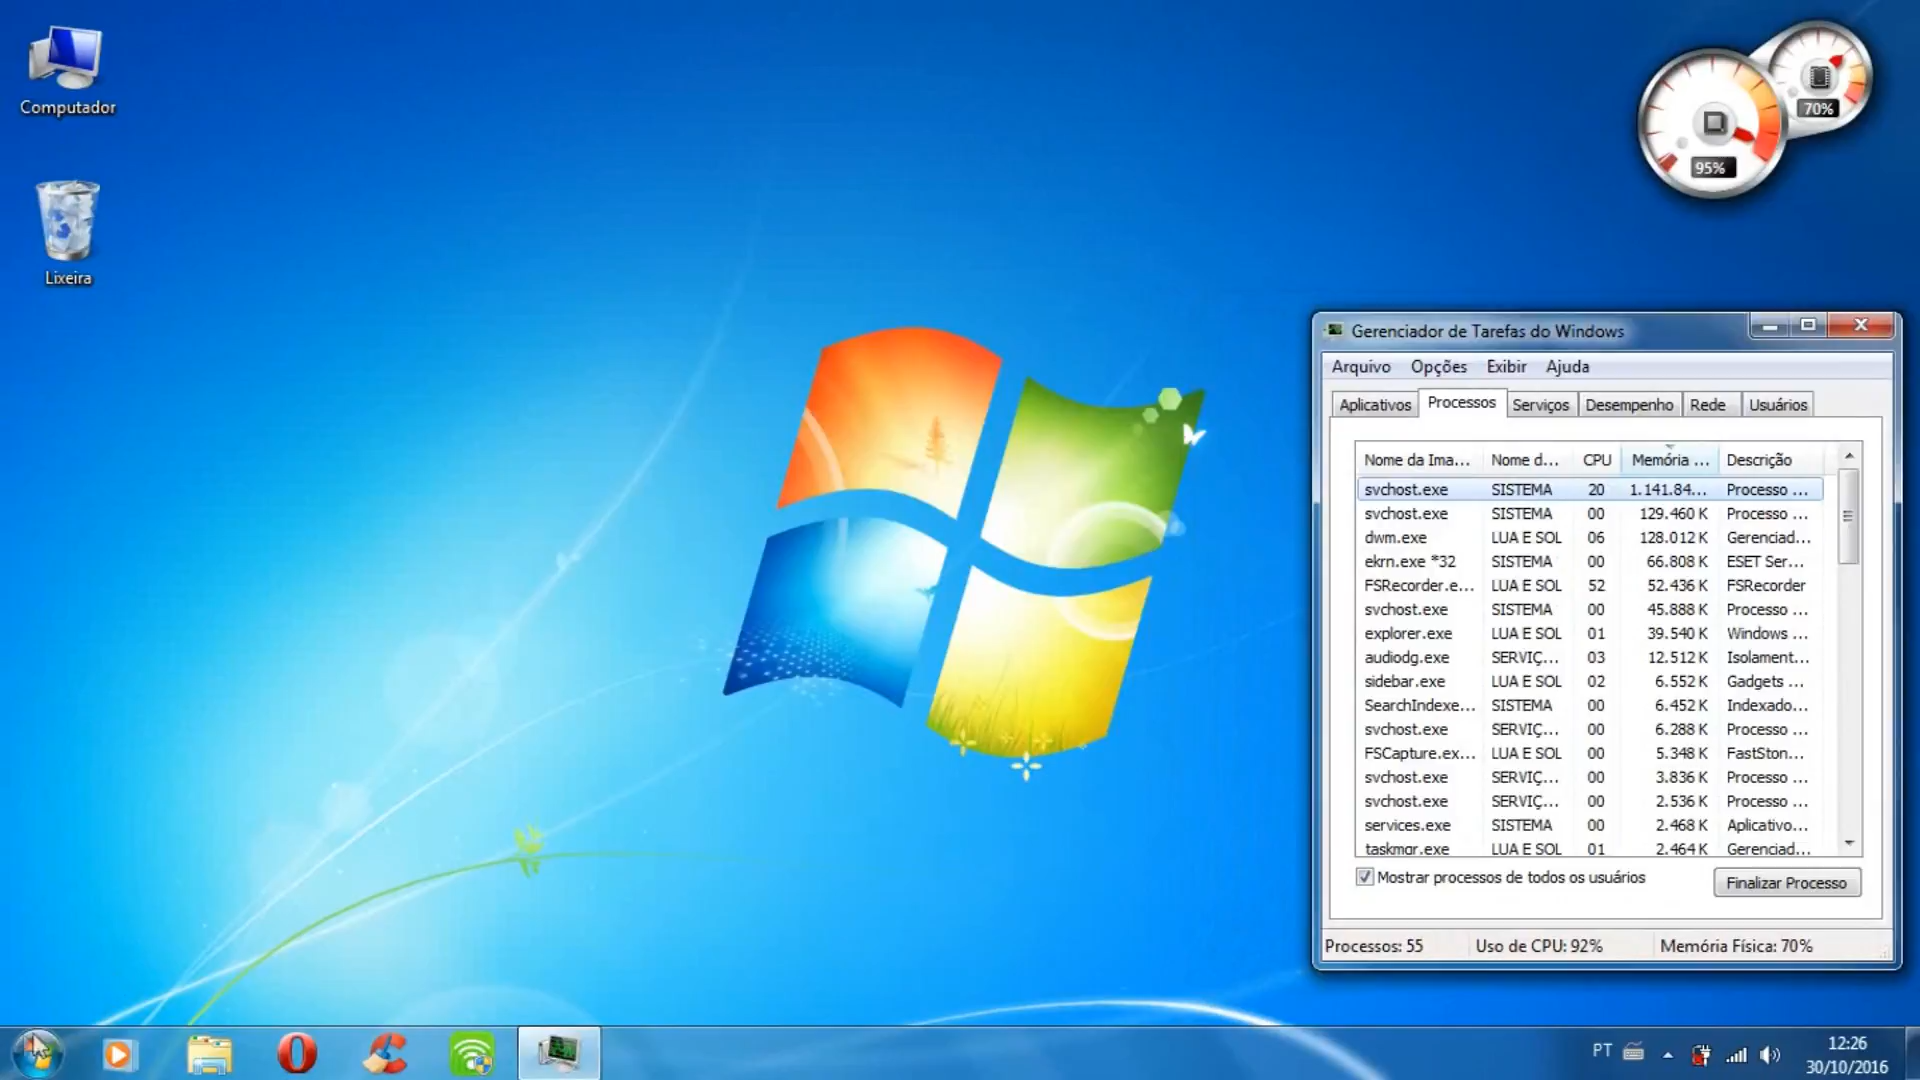 Computador
Lixeira
70%
95%
Gerenciador de Tarefas do Windows
Arquivo Opções Exibir Ajuda
Aplicativos Processos Serviços Desempenho Rede Usuários
Nome da Ima... Nome d... CPU Memória ... Descrição
svchost.exe SISTEMA 20 1.141.84... Processo ...
svchost.exe SISTEMA 00 129.460 K Processo ...
dwm.exe LUA E SOL 06 128.012 K Gerenciad...
ekrn.exe *32 SISTEMA 00 66.808 K ESET Ser...
FSRecorder.e... LUA E SOL 52 52.436 K FSRecorder
svchost.exe SISTEMA 00 45.888 K Processo ...
explorer.exe LUA E SOL 01 39.540 K Windows ...
audiodg.exe SERVIÇ... 03 12.512 K Isolament...
sidebar.exe LUA E SOL 02 6.552 K Gadgets ...
SearchIndexe... SISTEMA 00 6.452 K Indexado...
svchost.exe SERVIÇ... 00 6.288 K Processo ...
FSCapture.ex... LUA E SOL 00 5.348 K FastSton...
svchost.exe SERVIÇ... 00 3.836 K Processo ...
svchost.exe SERVIÇ... 00 2.536 K Processo ...
services.exe SISTEMA 00 2.468 K Aplicativo...
taskmgr.exe LUA E SOL 01 2.464 K Gerenciad...
Mostrar processos de todos os usuários
Finalizar Processo
Processos: 55 Uso de CPU: 92% Memória Física: 70%
PT
12:26
30/10/2016